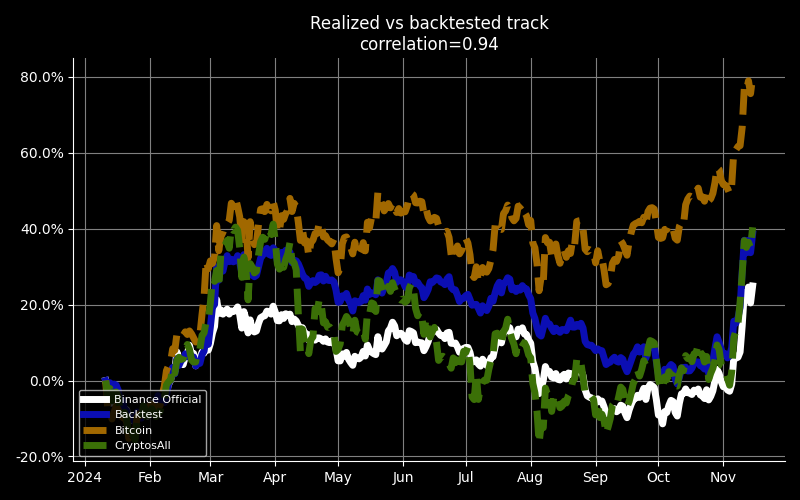 Realized vs backtested track
correlation=0.94
80.0%
60.0%
40.0%
20.0%
0.0%
-20.0%
Binance Official
Backtest
Bitcoin
CryptosAll
2024 Feb Mar Apr May Jun Jul Aug Sep Oct Nov